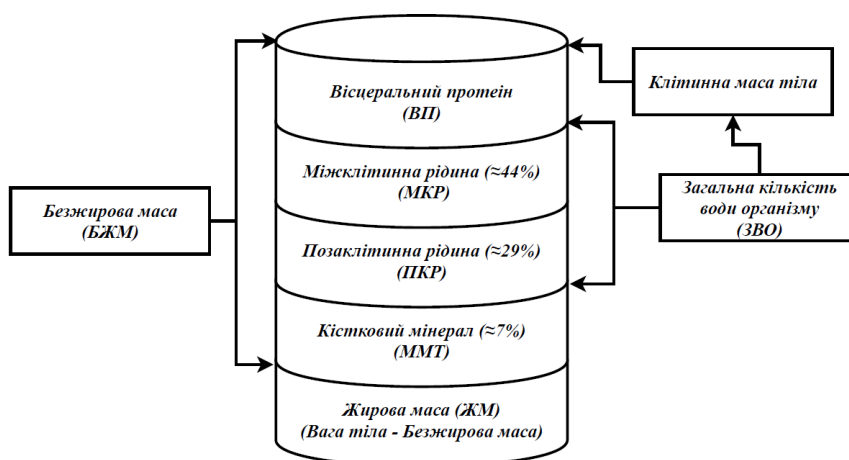 Вісцеральний протеін
(ВП)
Міжклітинна рідина (≈44%)
(МКР)
Позаклітинна рідина (≈29%)
(ПКР)
Кістковий мінерал (≈7%)
(ММТ)
Жирова маса (ЖМ)
(Вага тіла - Безжирова маса)
Безжирова маса
(БЖМ)
Клітинна маса тіла
Загальна кількість
води організму
(ЗВО)